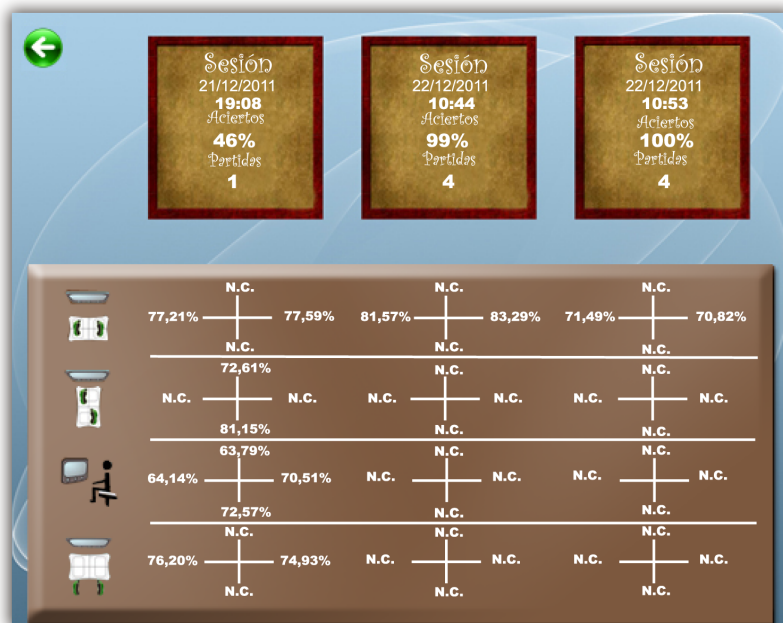 Sesión
21/12/2011
19:08
Aciertos
46%
Partidas
1
Sesión
22/12/2011
10:44
Aciertos
99%
Partidas
4
Sesión
22/12/2011
10:53
Aciertos
100%
Partidas
4
N.C. N.C. N.C.
77,21% 77,59% 81,57% 83,29% 71,49% 70,82%
N.C. N.C. N.C.
72,61% N.C. N.C.
N.C. N.C. N.C. N.C. N.C. N.C.
81,15% N.C. N.C.
63,79% N.C. N.C.
64,14% 70,51% N.C. N.C. N.C. N.C.
72,57% N.C. N.C.
N.C. N.C. N.C.
76,20% 74,93% N.C. N.C. N.C. N.C.
N.C. N.C. N.C.